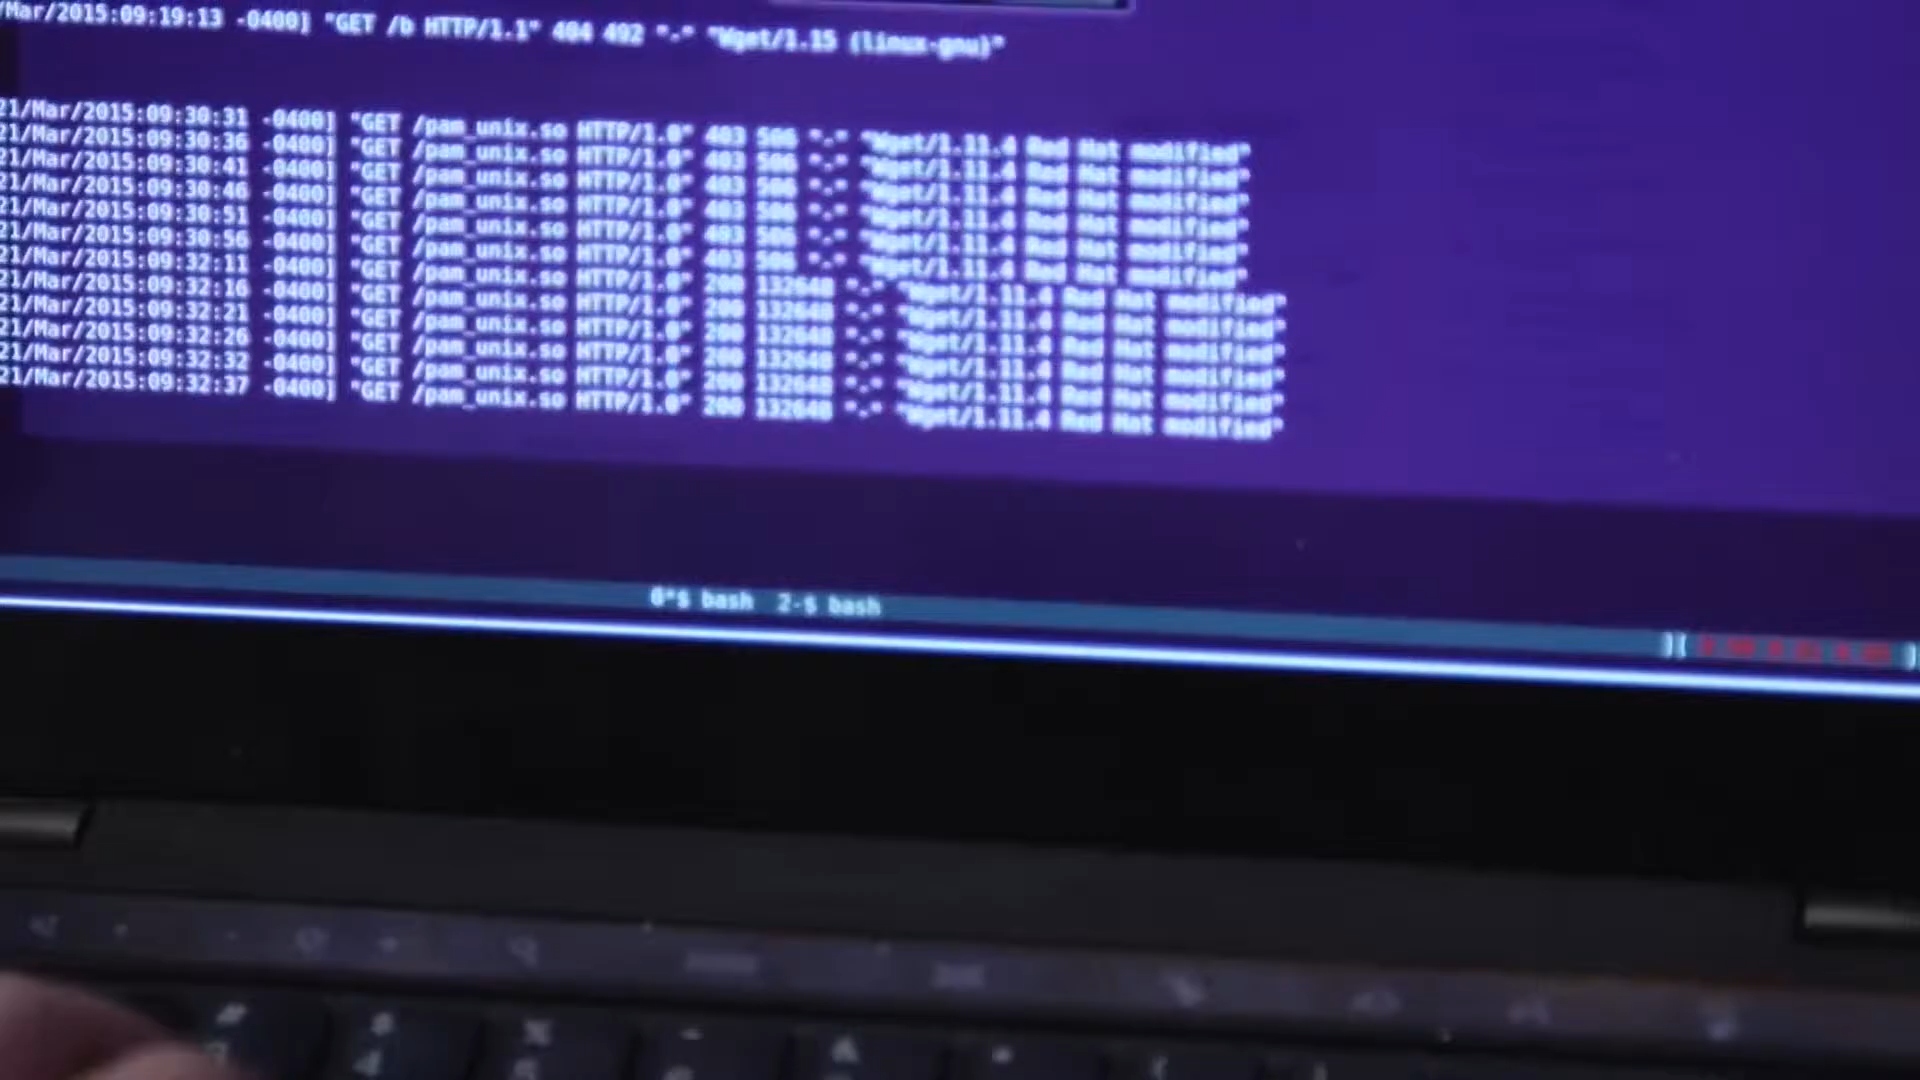 /Mar/2015:09:19:13 -0400] "GET /b HTTP/1.1" 404 492 "-" "Wget/1.15 (linux-gnu)"
21/Mar/2015:09:30:31 -0400] "GET /pam_unix.so HTTP/1.0" 403 506 "-" "Wget/1.11.4 Red Hat modified"
21/Mar/2015:09:30:36 -0400] "GET /pam_unix.so HTTP/1.0" 403 506 "-" "Wget/1.11.4 Red Hat modified"
21/Mar/2015:09:30:41 -0400] "GET /pam_unix.so HTTP/1.0" 403 506 "-" "Wget/1.11.4 Red Hat modified"
21/Mar/2015:09:30:46 -0400] "GET /pam_unix.so HTTP/1.0" 403 506 "-" "Wget/1.11.4 Red Hat modified"
21/Mar/2015:09:30:51 -0400] "GET /pam_unix.so HTTP/1.0" 403 506 "-" "Wget/1.11.4 Red Hat modified"
21/Mar/2015:09:30:56 -0400] "GET /pam_unix.so HTTP/1.0" 403 506 "-" "Wget/1.11.4 Red Hat modified"
21/Mar/2015:09:32:11 -0400] "GET /pam_unix.so HTTP/1.0" 200 132648 "-" "Wget/1.11.4 Red Hat modified"
21/Mar/2015:09:32:16 -0400] "GET /pam_unix.so HTTP/1.0" 200 132648 "-" "Wget/1.11.4 Red Hat modified"
21/Mar/2015:09:32:21 -0400] "GET /pam_unix.so HTTP/1.0" 200 132648 "-" "Wget/1.11.4 Red Hat modified"
21/Mar/2015:09:32:26 -0400] "GET /pam_unix.so HTTP/1.0" 200 132648 "-" "Wget/1.11.4 Red Hat modified"
21/Mar/2015:09:32:32 -0400] "GET /pam_unix.so HTTP/1.0" 200 132648 "-" "Wget/1.11.4 Red Hat modified"
21/Mar/2015:09:32:37 -0400] "GET /pam_unix.so HTTP/1.0" 200 132648 "-" "Wget/1.11.4 Red Hat modified"
0*$ bash 2-$ bash
][ ]
# % ^
4 5